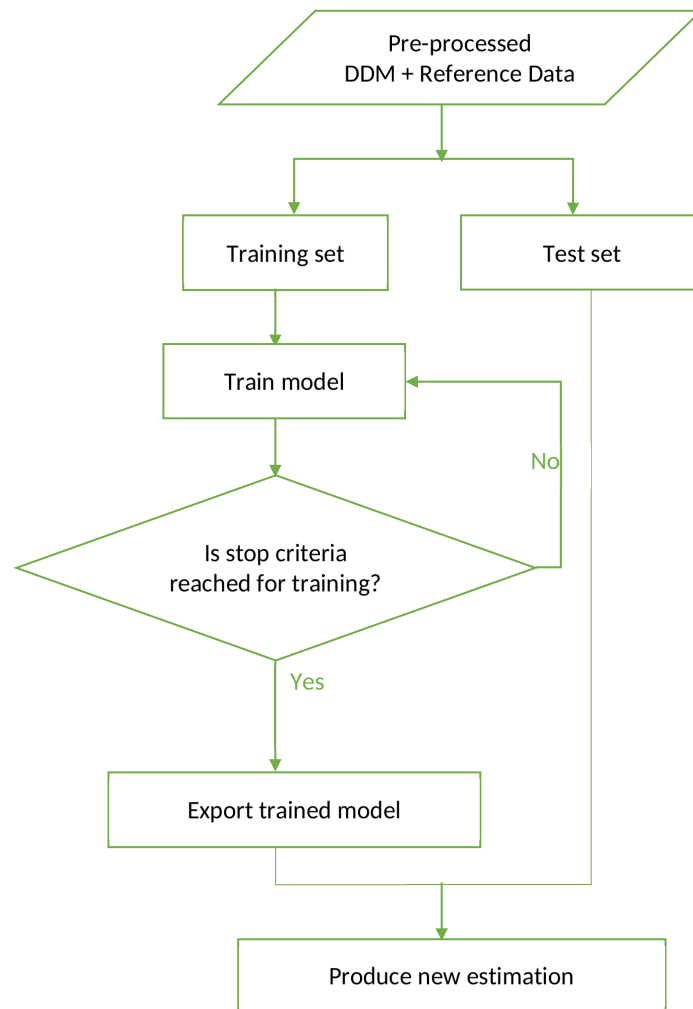 Pre-processed
DDM + Reference Data
Training set
Test set
Train model
No
Is stop criteria
reached for training?
Yes
Export trained model
Produce new estimation